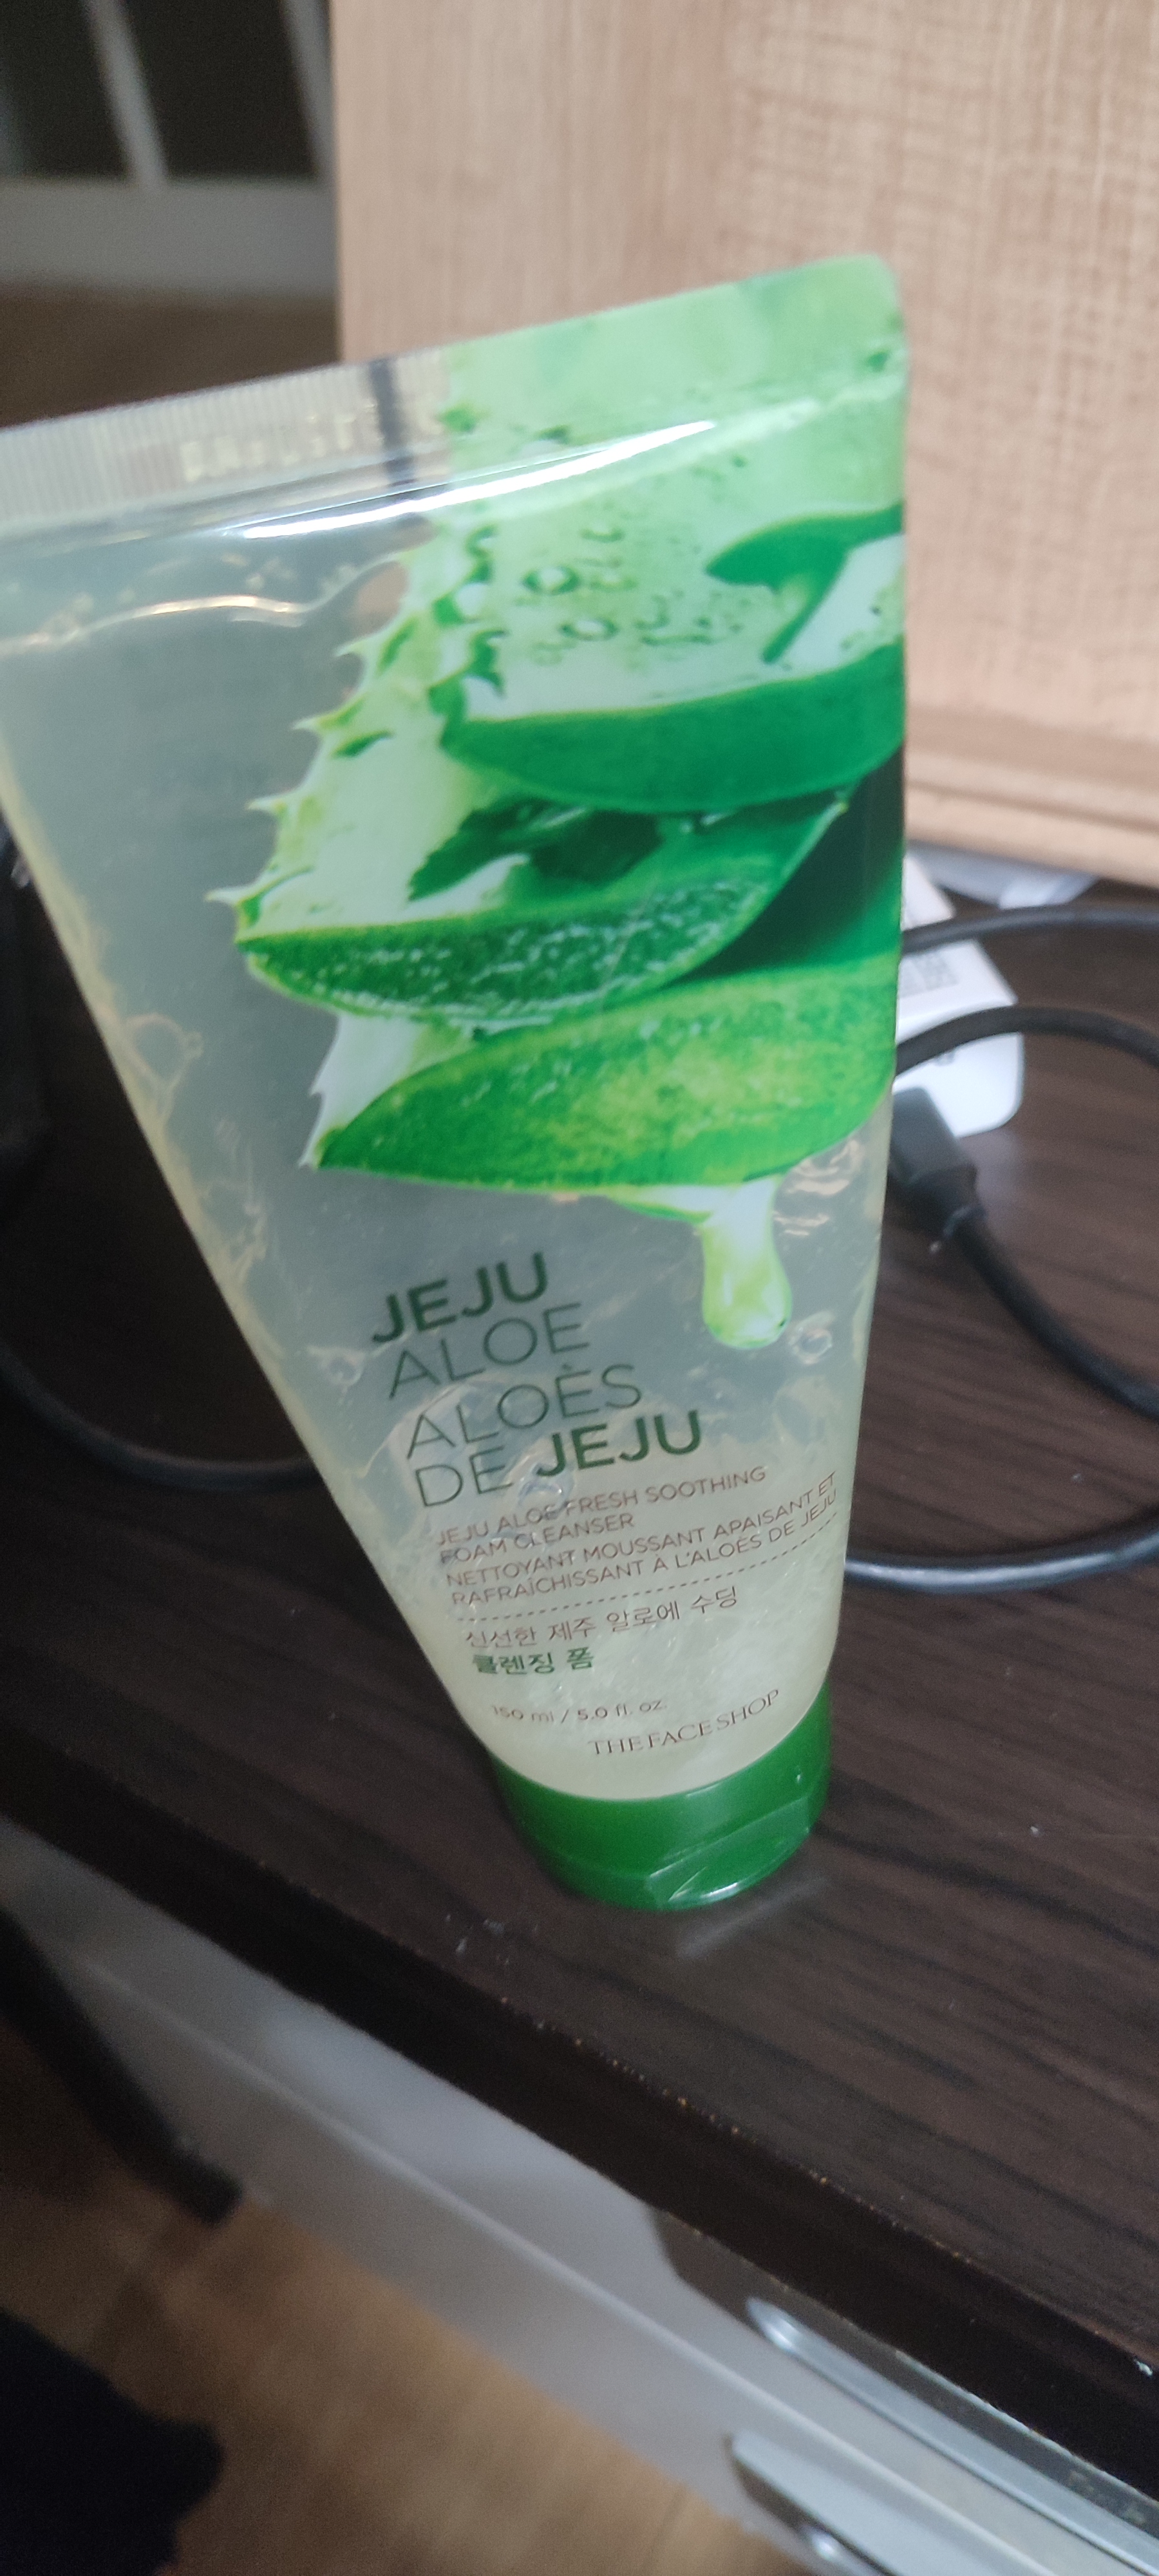 JEJU
ALOE
ALOÈS
DE JEJU
JEJU ALOE FRESH SOOTHING
FOAM CLEANSER
NETTOYANT MOUSSANT APAISANT ET
RAFRAÎCHISSANT À L'ALOÈS DE JEJU
신선한 제주 알로에 수딩
클렌징 폼
150 ml / 5.0 fl. oz.
THE FACE SHOP